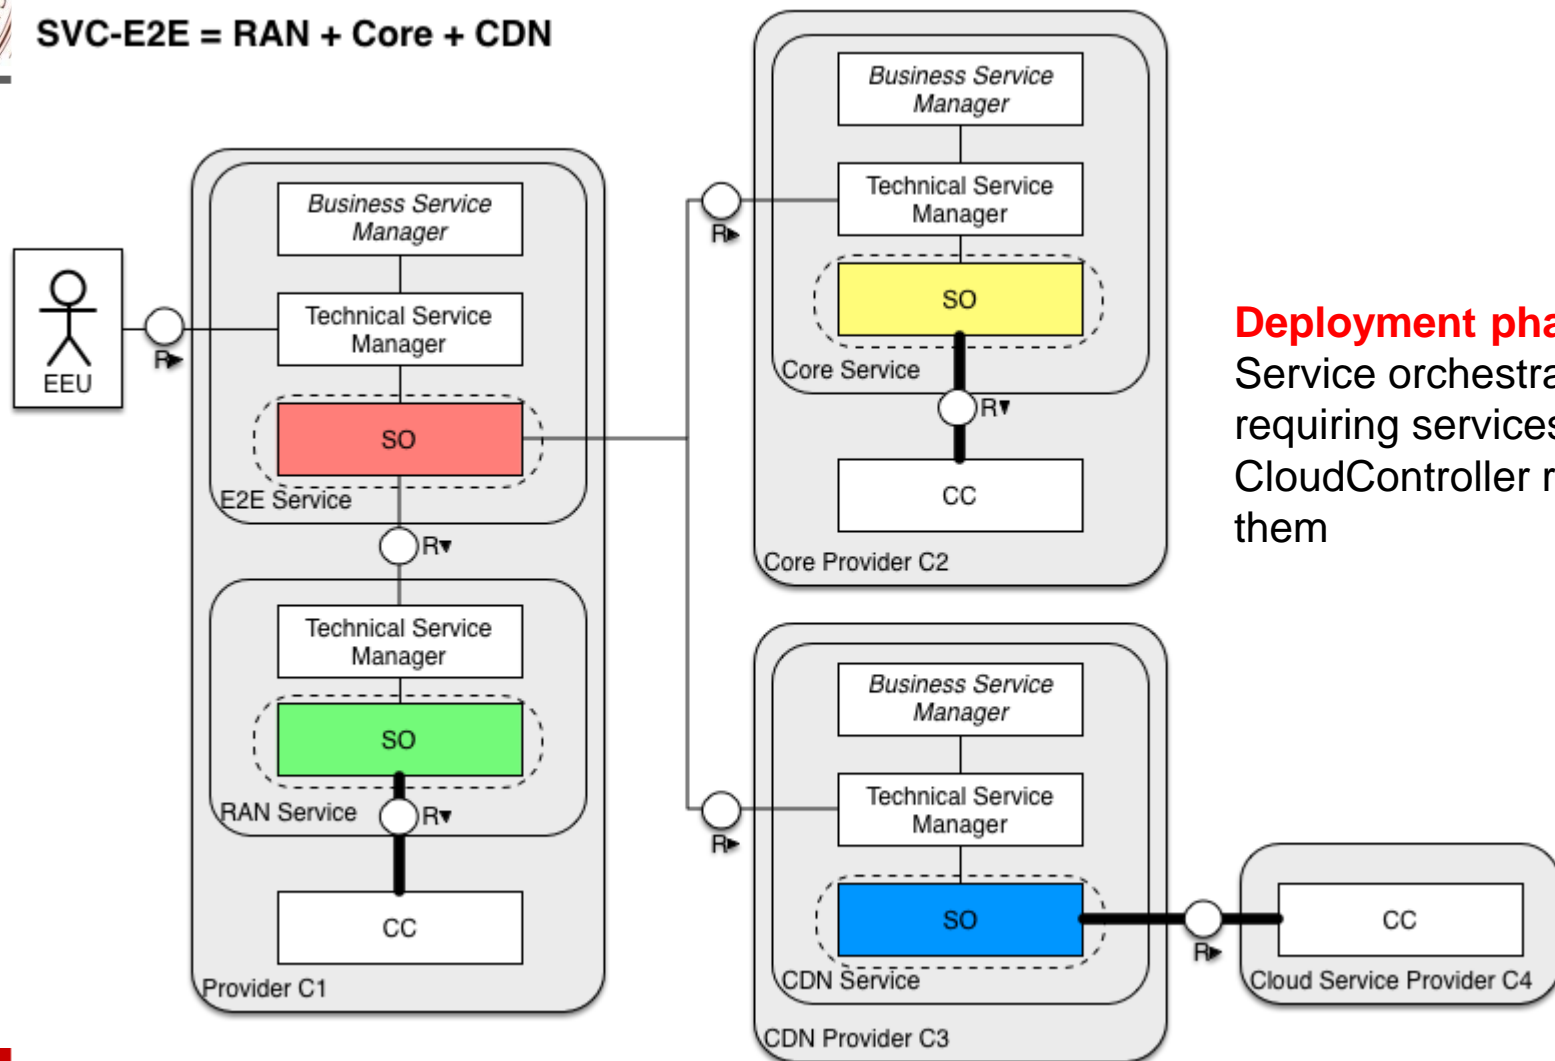 SVC-E2E = RAN + Core + CDN
EEU
R
Business Service
Manager
Technical Service
Manager
SO
E2E Service
R
Technical Service
Manager
SO
RAN Service
R
CC
Provider C1
R
Business Service
Manager
Technical Service
Manager
SO
Core Service
R
CC
Core Provider C2
R
Business Service
Manager
Technical Service
Manager
SO
CDN Service
CDN Provider C3
R
CC
Cloud Service Provider C4
Deployment
Service
requiring
CloudController
them